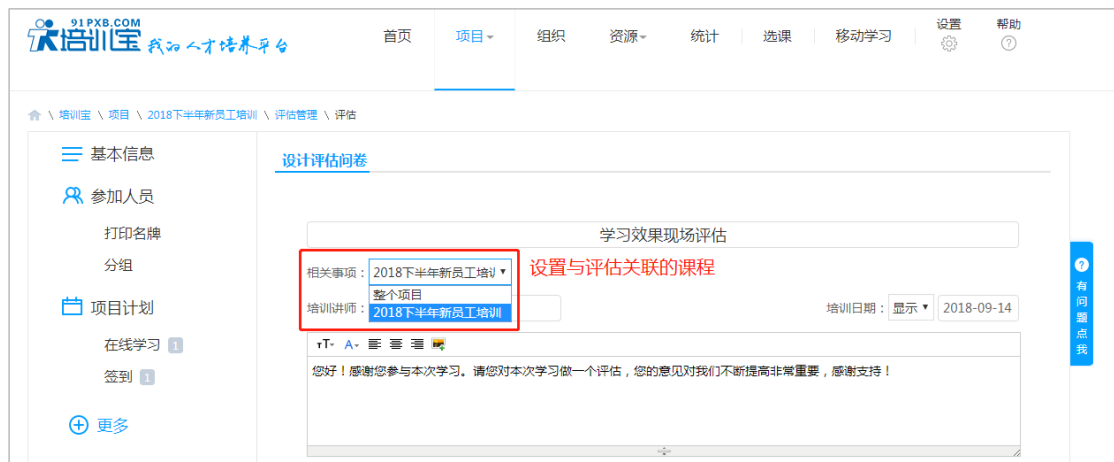 91PXB.COM
培训宝 我的人才培养平台
首页 项目 组织 资源 统计 选课 移动学习 设置 帮助
\ 培训宝 \ 项目 \ 2018下半年新员工培训 \ 评估管理 \ 评估
基本信息
设计评估问卷
参加人员
打印名牌
学习效果现场评估
分组
相关事项：2018下半年新员工培训
设置与评估关联的课程
整个项目
2018下半年新员工培训
培训讲师：
培训日期：显示 2018-09-14
项目计划
在线学习 1
签到 1
更多
tT A
您好！感谢您参与本次学习。请您对本次学习做一个评估，您的意见对我们不断提高非常重要，感谢支持！
? 有问题点我